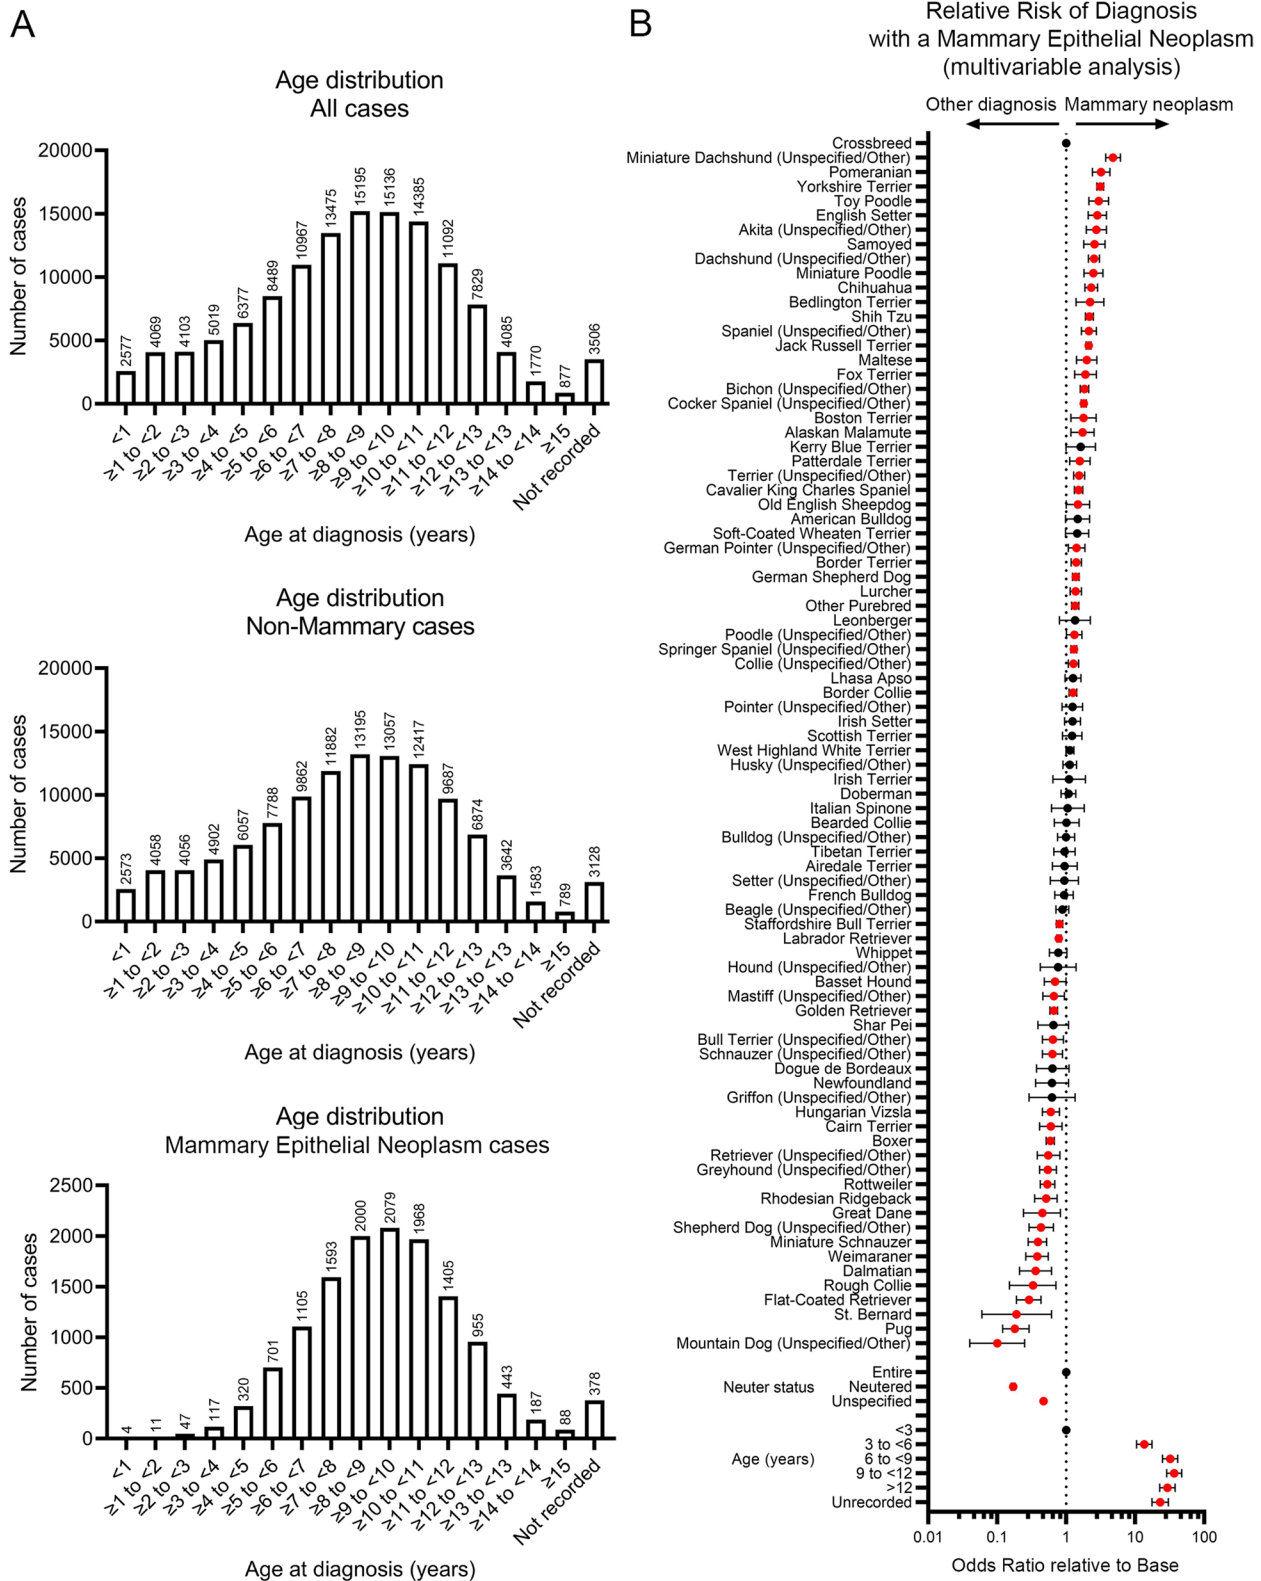 A
Age distribution
All cases
Number of cases
20000
15000
10000
5000
0
2577
4069
4103
5019
6377
8489
10967
13475
15195
15136
14385
11092
7829
4085
1770
877
3506
<1
≥1 to <2
≥2 to <3
≥3 to <4
≥4 to <5
≥5 to <6
≥6 to <7
≥7 to <8
≥8 to <9
≥9 to <10
≥10 to <11
≥11 to <12
≥12 to <13
≥13 to <13
≥14 to <14
≥15
Not recorded
Age at diagnosis (years)
Age distribution
Non-Mammary cases
Number of cases
20000
15000
10000
5000
0
2573
4058
4056
4902
6057
7788
9862
11882
13195
13057
12417
9687
6874
3642
1583
789
3128
<1
≥1 to <2
≥2 to <3
≥3 to <4
≥4 to <5
≥5 to <6
≥6 to <7
≥7 to <8
≥8 to <9
≥9 to <10
≥10 to <11
≥11 to <12
≥12 to <13
≥13 to <13
≥14 to <14
≥15
Not recorded
Age at diagnosis (years)
Age distribution
Mammary Epithelial Neoplasm cases
Number of cases
2500
2000
1500
1000
500
0
4
11
47
117
320
701
1105
1593
2000
2079
1968
1405
955
443
187
88
378
<1
≥1 to <2
≥2 to <3
≥3 to <4
≥4 to <5
≥5 to <6
≥6 to <7
≥7 to <8
≥8 to <9
≥9 to <10
≥10 to <11
≥11 to <12
≥12 to <13
≥13 to <13
≥14 to <14
≥15
Not recorded
Age at diagnosis (years)
B
Relative Risk of Diagnosis
with a Mammary Epithelial Neoplasm
(multivariable analysis)
Other diagnosis Mammary neoplasm
Crossbreed
Miniature Dachshund (Unspecified/Other)
Pomeranian
Yorkshire Terrier
Toy Poodle
English Setter
Akita (Unspecified/Other)
Samoyed
Dachshund (Unspecified/Other)
Miniature Poodle
Chihuahua
Bedlington Terrier
Shih Tzu
Spaniel (Unspecified/Other)
Jack Russell Terrier
Maltese
Fox Terrier
Bichon (Unspecified/Other)
Cocker Spaniel (Unspecified/Other)
Boston Terrier
Alaskan Malamute
Kerry Blue Terrier
Patterdale Terrier
Terrier (Unspecified/Other)
Cavalier King Charles Spaniel
Old English Sheepdog
American Bulldog
Soft-Coated Wheaten Terrier
German Pointer (Unspecified/Other)
Border Terrier
German Shepherd Dog
Lurcher
Other Purebred
Leonberger
Poodle (Unspecified/Other)
Springer Spaniel (Unspecified/Other)
Collie (Unspecified/Other)
Lhasa Apso
Border Collie
Pointer (Unspecified/Other)
Irish Setter
Scottish Terrier
West Highland White Terrier
Husky (Unspecified/Other)
Irish Terrier
Doberman
Italian Spinone
Bearded Collie
Bulldog (Unspecified/Other)
Tibetan Terrier
Airedale Terrier
Setter (Unspecified/Other)
French Bulldog
Beagle (Unspecified/Other)
Staffordshire Bull Terrier
Labrador Retriever
Whippet
Hound (Unspecified/Other)
Basset Hound
Mastiff (Unspecified/Other)
Golden Retriever
Shar Pei
Bull Terrier (Unspecified/Other)
Schnauzer (Unspecified/Other)
Dogue de Bordeaux
Newfoundland
Griffon (Unspecified/Other)
Hungarian Vizsla
Cairn Terrier
Boxer
Retriever (Unspecified/Other)
Greyhound (Unspecified/Other)
Rottweiler
Rhodesian Ridgeback
Great Dane
Shepherd Dog (Unspecified/Other)
Miniature Schnauzer
Weimaraner
Dalmatian
Rough Collie
Flat-Coated Retriever
St. Bernard
Pug
Mountain Dog (Unspecified/Other)
Entire
Neuter status Neutered
Unspecified
<3
3 to <6
Age (years) 6 to <9
9 to <12
>12
Unrecorded
0.01 0.1 1 10 100
Odds Ratio relative to Base